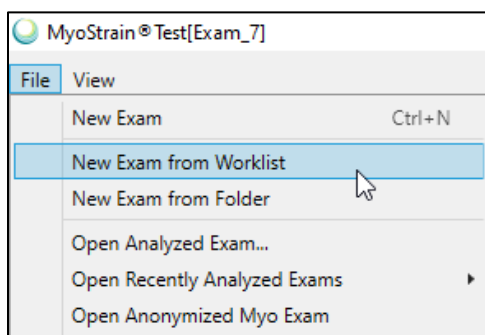 MyoStrain® Test[Exam_7]
File View
New Exam Ctrl+N
New Exam from Worklist
New Exam from Folder
Open Analyzed Exam...
Open Recently Analyzed Exams
Open Anonymized Myo Exam